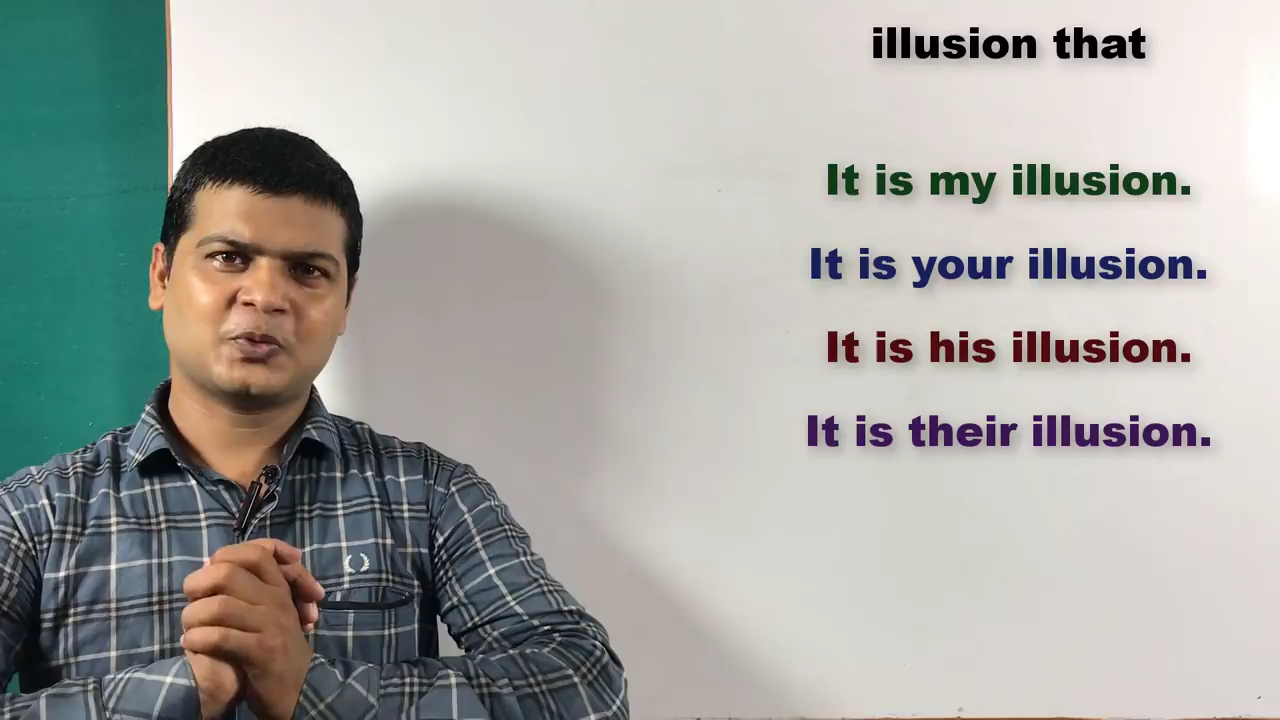 illusion that
It is my illusion.
It is your illusion.
It is his illusion.
It is their illusion.